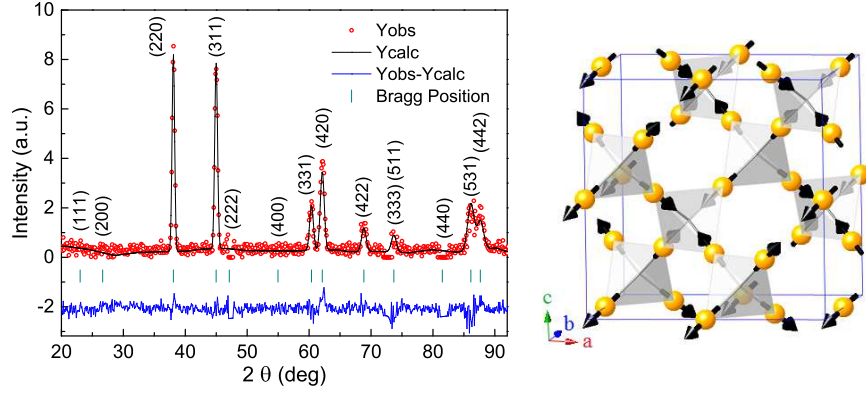 10
8
6
4
2
0
-2
Intensity (a.u.)
20 30 40 50 60 70 80 90
2 θ (deg)
Yobs
Ycalc
Yobs-Ycalc
Bragg Position
(111)
(200)
(220)
(311)
(222)
(400)
(331)
(420)
(422)
(333) (511)
(440)
(531)
(442)
c
b
a